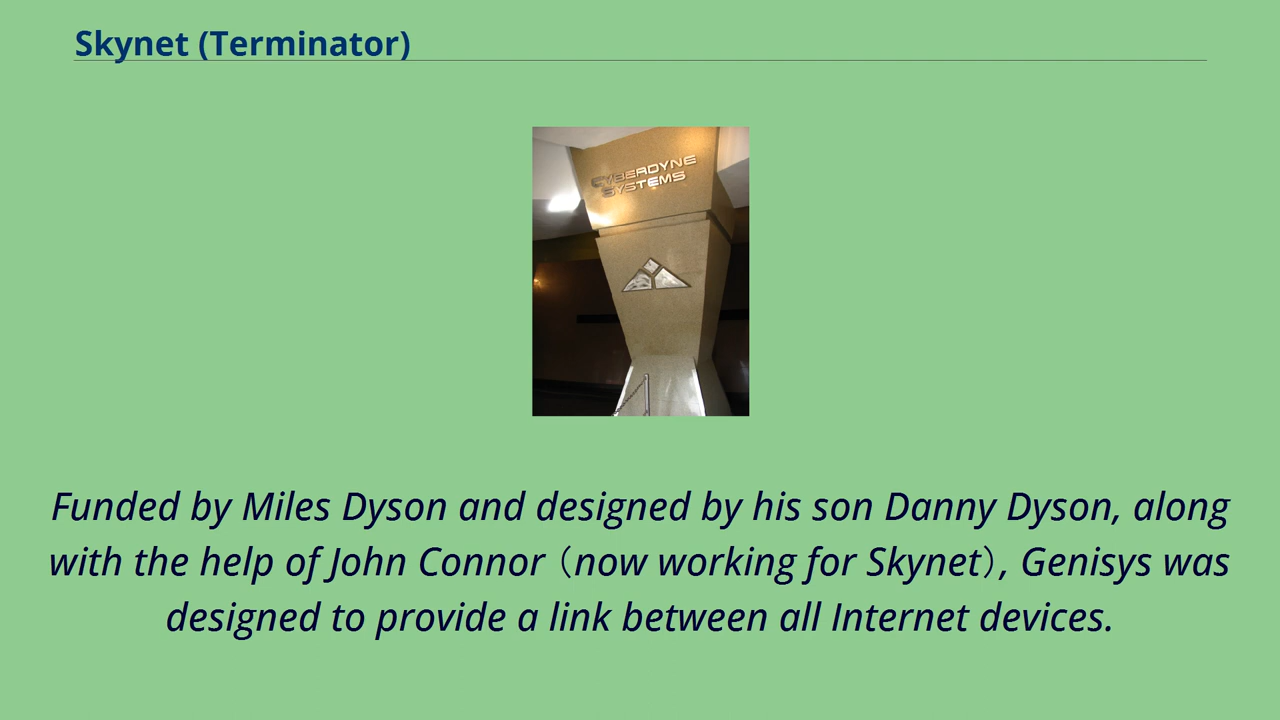 Skynet (Terminator)
CYBERDYNE
SYSTEMS
Funded by Miles Dyson and designed by his son Danny Dyson, along
with the help of John Connor（now working for Skynet）, Genisys was
designed to provide a link between all Internet devices.